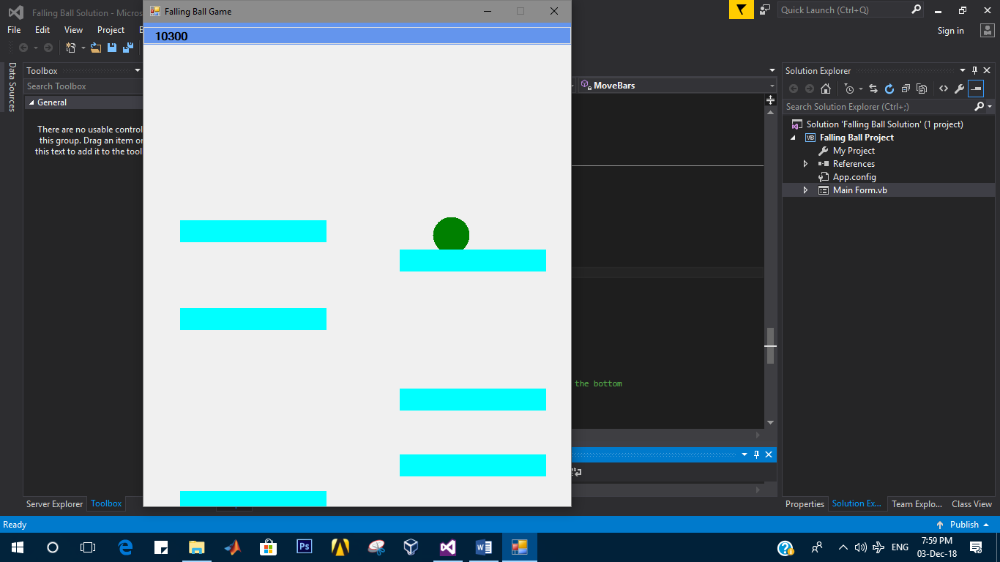 Falling Ball Solution - Micros
Falling Ball Game
Quick Launch (Ctrl+Q)
File Edit View Project
Sign in
10300
Data Sources
Toolbox
Search Toolbox
General
There are no usable control
this group. Drag an item or
this text to add it to the tool
MoveBars
the bottom
Solution Explorer
Search Solution Explorer (Ctrl+;)
Solution 'Falling Ball Solution' (1 project)
VB Falling Ball Project
My Project
References
App.config
Main Form.vb
Server Explorer Toolbox
Properties Solution Ex... Team Explo... Class View
Ready
Publish
Ps
ENG
7:59 PM
03-Dec-18